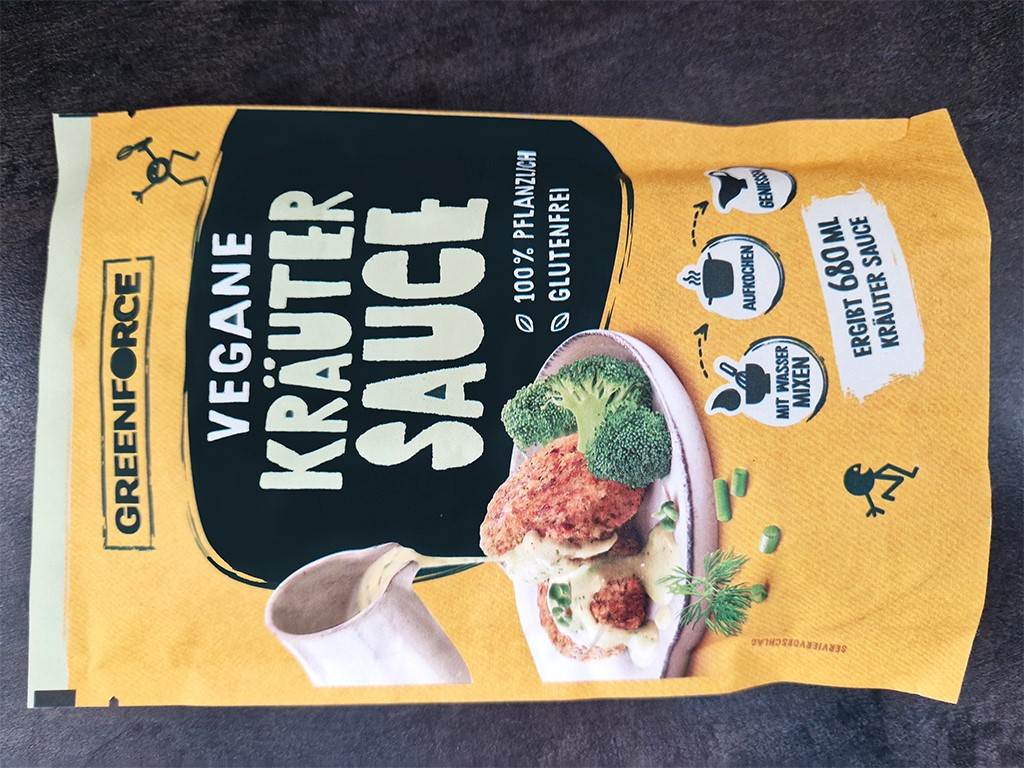 GREENFORCE
VEGANE
KRÄUTER
SAUCE
100% PFLANZLICH
GLUTENFREI
MIT WASSER
MIXEN
AUFKOCHEN
GENIESSEN
ERGIBT 680 ML
KRÄUTER SAUCE
SERVIERVORSCHLAG